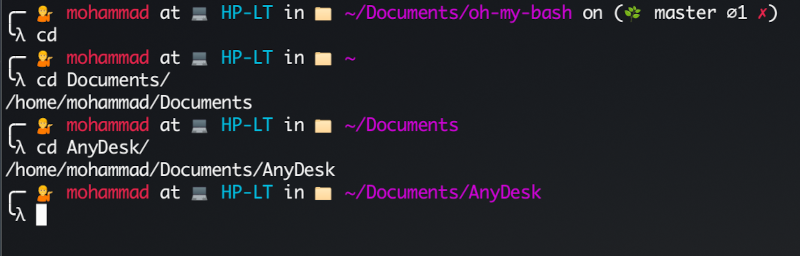 ╭─ 💁 mohammad at 💻 HP-LT in 📁 ~/Documents/oh-my-bash on (🌿 master ∅1 ✗)
╰λ cd
╭─ 💁 mohammad at 💻 HP-LT in 📁 ~
╰λ cd Documents/
/home/mohammad/Documents
╭─ 💁 mohammad at 💻 HP-LT in 📁 ~/Documents
╰λ cd AnyDesk/
/home/mohammad/Documents/AnyDesk
╭─ 💁 mohammad at 💻 HP-LT in 📁 ~/Documents/AnyDesk
╰λ